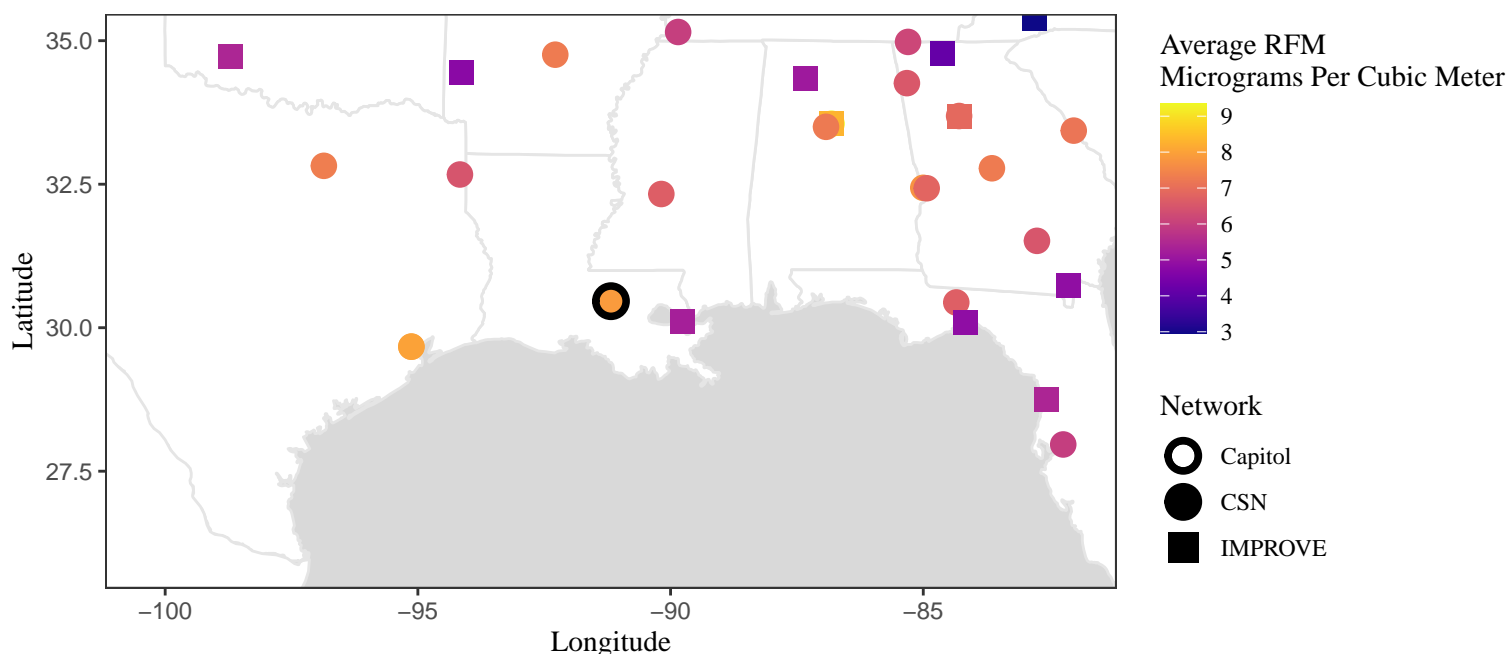 35.0
32.5
30.0
27.5
Latitude
−100
−95
−90
−85
Longitude
Average RFM
Micrograms Per Cubic Meter
9
8
7
6
5
4
3
Network
Capitol
CSN
IMPROVE